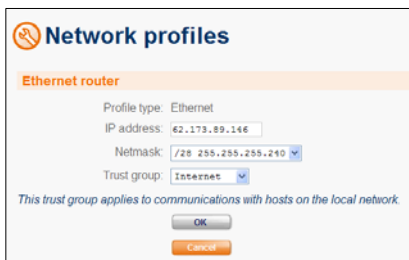 Network profiles
Ethernet router
Profile type: Ethernet
IP address: 62.173.89.146
Netmask: /28 255.255.255.240
Trust group: Internet
This trust group applies to communications with hosts on the local network.
OK
Cancel